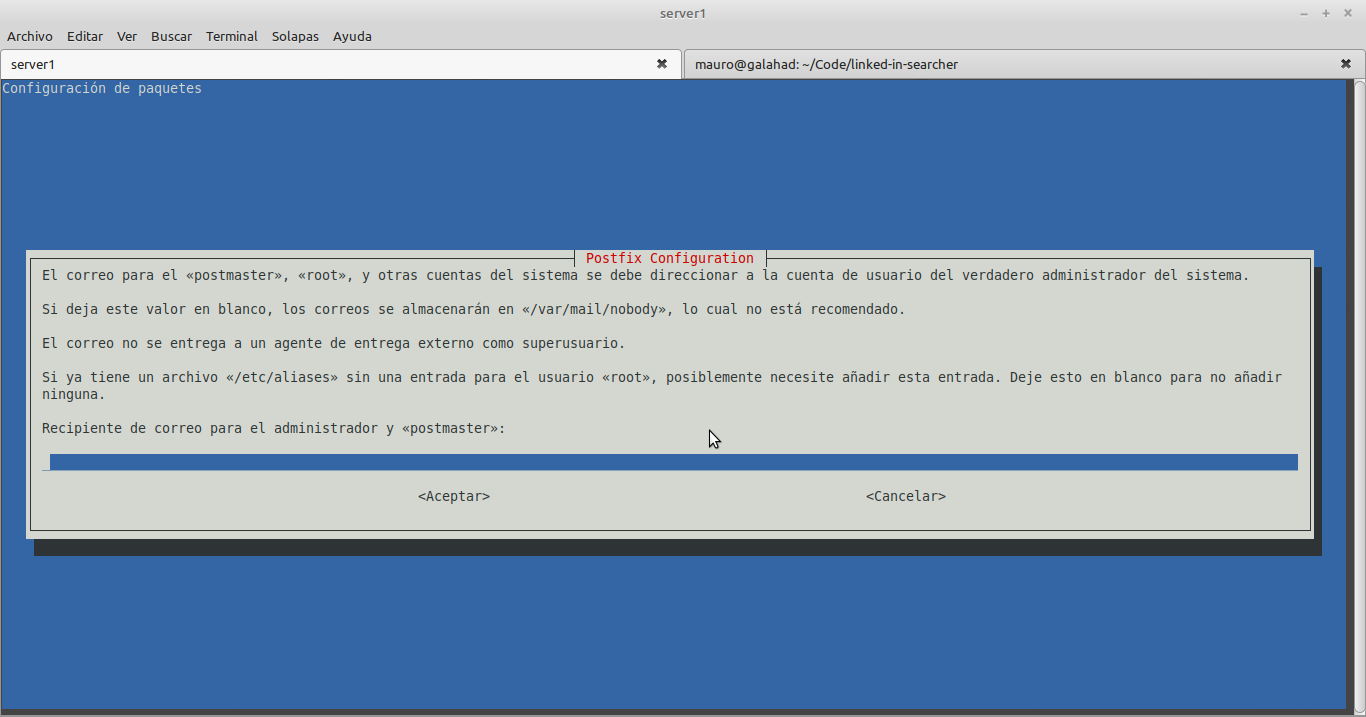 server1
Archivo Editar Ver Buscar Terminal Solapas Ayuda
server1 mauro@galahad: ~/Code/linked-in-searcher
Configuración de paquetes
Postfix Configuration
El correo para el «postmaster», «root», y otras cuentas del sistema se debe direccionar a la cuenta de usuario del verdadero administrador del sistema.
Si deja este valor en blanco, los correos se almacenarán en «/var/mail/nobody», lo cual no está recomendado.
El correo no se entrega a un agente de entrega externo como superusuario.
Si ya tiene un archivo «/etc/aliases» sin una entrada para el usuario «root», posiblemente necesite añadir esta entrada. Deje esto en blanco para no añadir
ninguna.
Recipiente de correo para el administrador y «postmaster»:
<Aceptar> <Cancelar>